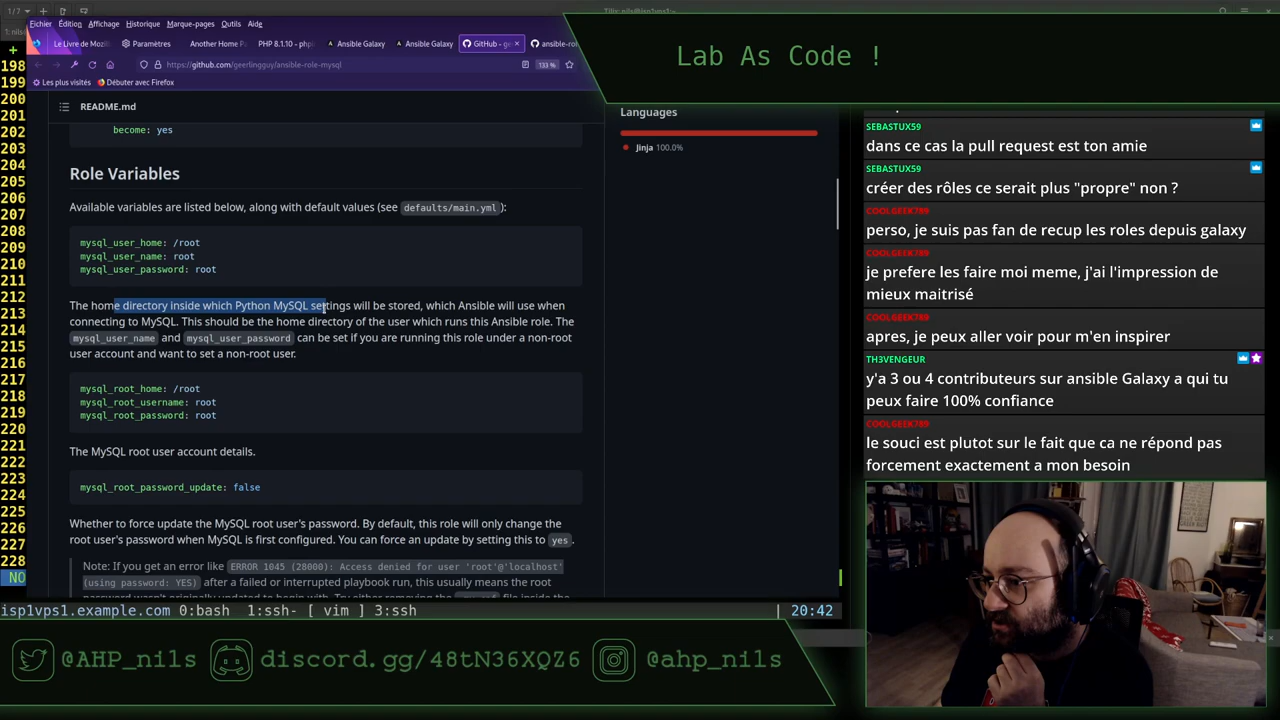 1/7
Tilix: nils@isp1vps1:~
Fichier Édition Affichage Historique Marque-pages Outils Aide
Lab As Code !
1: nils
Le Livre de Mozi
Paramètres
Another Home F
PHP 8.1.10 - php
Ansible Galaxy
Ansible Galaxy
GitHub - ge
ansible-rol
https://github.com/geerlingguy/ansible-role-mysql
133 %
Les plus visités
Débuter avec Firefox
198
199
200
201
202
203
204
205
206
207
208
209
210
211
212
213
214
215
216
217
218
219
220
221
222
223
224
225
226
227
228
NO
README.md
become: yes
Role Variables
Available variables are listed below, along with default values (see defaults/main.yml):
mysql_user_home: /root
mysql_user_name: root
mysql_user_password: root
The home directory inside which Python MySQL settings will be stored, which Ansible will use when
connecting to MySQL. This should be the home directory of the user which runs this Ansible role. The
mysql_user_name and mysql_user_password can be set if you are running this role under a non-root
user account and want to set a non-root user.
mysql_root_home: /root
mysql_root_username: root
mysql_root_password: root
The MySQL root user account details.
mysql_root_password_update: false
Whether to force update the MySQL root user's password. By default, this role will only change the
root user's password when MySQL is first configured. You can force an update by setting this to yes.
Note: If you get an error like ERROR 1045 (28000): Access denied for user 'root'@'localhost'
(using password: YES) after a failed or interrupted playbook run, this usually means the root
Languages
Jinja 100.0%
SEBASTUX59
dans ce cas la pull request est ton amie
SEBASTUX59
créer des rôles ce serait plus "propre" non ?
COOLGEEK789
perso, je suis pas fan de recup les roles depuis galaxy
COOLGEEK789
je prefere les faire moi meme, j'ai l'impression de
mieux maitrisé
COOLGEEK789
apres, je peux aller voir pour m'en inspirer
TH3VENGEUR
y'a 3 ou 4 contributeurs sur ansible Galaxy a qui tu
peux faire 100% confiance
COOLGEEK789
le souci est plutot sur le fait que ca ne répond pas
forcement exactement a mon besoin
isp1vps1.example.com 0:bash 1:ssh- [ vim ] 3:ssh | 20:42
@AHP_nils discord.gg/48tN36XQZ6 @ahp_nils